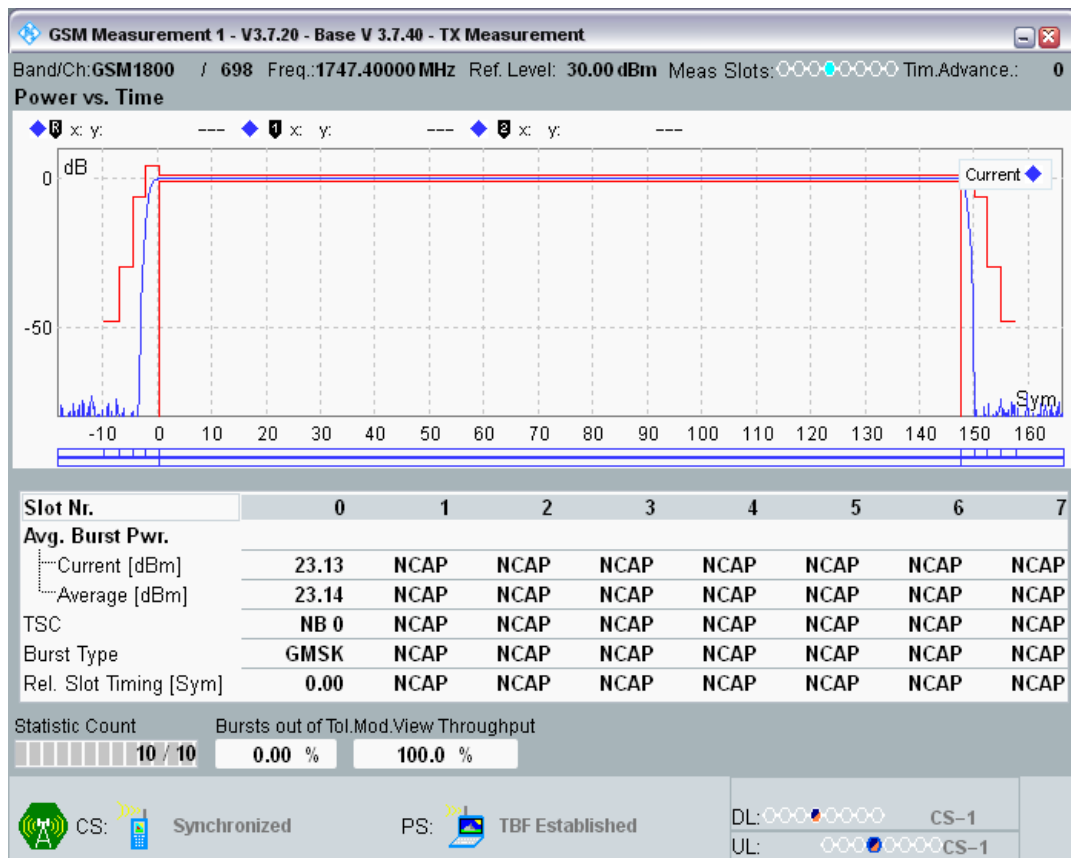 GSM Measurement 1 - V3.7.20 - Base V 3.7.40 - TX Measurement
Band/Ch:GSM1800 / 698 Freq.:1747.40000 MHz Ref. Level: 30.00 dBm Meas Slots: Tim.Advance.: 0
Power vs. Time
R x: y: --- 1 x: y: --- 2 x: y: ---
dB
Current
0
-50
Sym
-10 0 10 20 30 40 50 60 70 80 90 100 110 120 130 140 150 160
Slot Nr. 0 1 2 3 4 5 6 7
Avg. Burst Pwr.
Current [dBm] 23.13 NCAP NCAP NCAP NCAP NCAP NCAP NCAP
Average [dBm] 23.14 NCAP NCAP NCAP NCAP NCAP NCAP NCAP
TSC NB 0 NCAP NCAP NCAP NCAP NCAP NCAP NCAP
Burst Type GMSK NCAP NCAP NCAP NCAP NCAP NCAP NCAP
Rel. Slot Timing [Sym] 0.00 NCAP NCAP NCAP NCAP NCAP NCAP NCAP
Statistic Count Bursts out of Tol.Mod.View Throughput
10 / 10 0.00 % 100.0 %
CS: Synchronized PS: TBF Established
DL: CS-1
UL: CS-1